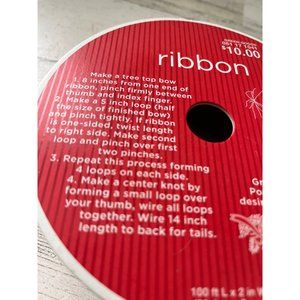 $10.00
ribbon
Make a tree top bow
1. 8 inches from one end of
ribbon, pinch firmly between
thumb and index finger.
2. Make a 5 inch loop (half
the size of finished bow)
and pinch tightly. If ribbon
is one-sided, twist length
to right side. Make second
loop and pinch over first
two pinches.
3. Repeat this process forming
4 loops on each side.
4. Make a center knot by
forming a small loop over
your thumb, wire all loops
together. Wire 14 inch
length to back for tails.
100 ft L x 2 in W